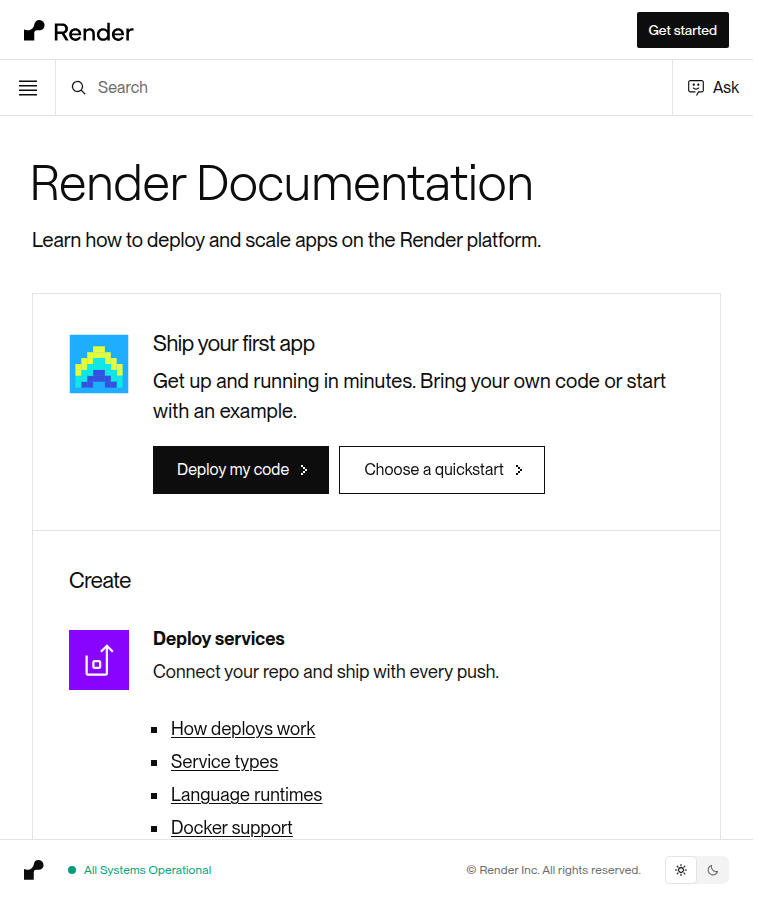 Render
Get started
Search
Ask
Render Documentation
Learn how to deploy and scale apps on the Render platform.
Ship your first app
Get up and running in minutes. Bring your own code or start
with an example.
Deploy my code
Choose a quickstart
Create
Deploy services
Connect your repo and ship with every push.
How deploys work
Service types
Language runtimes
Docker support
All Systems Operational
© Render Inc. All rights reserved.